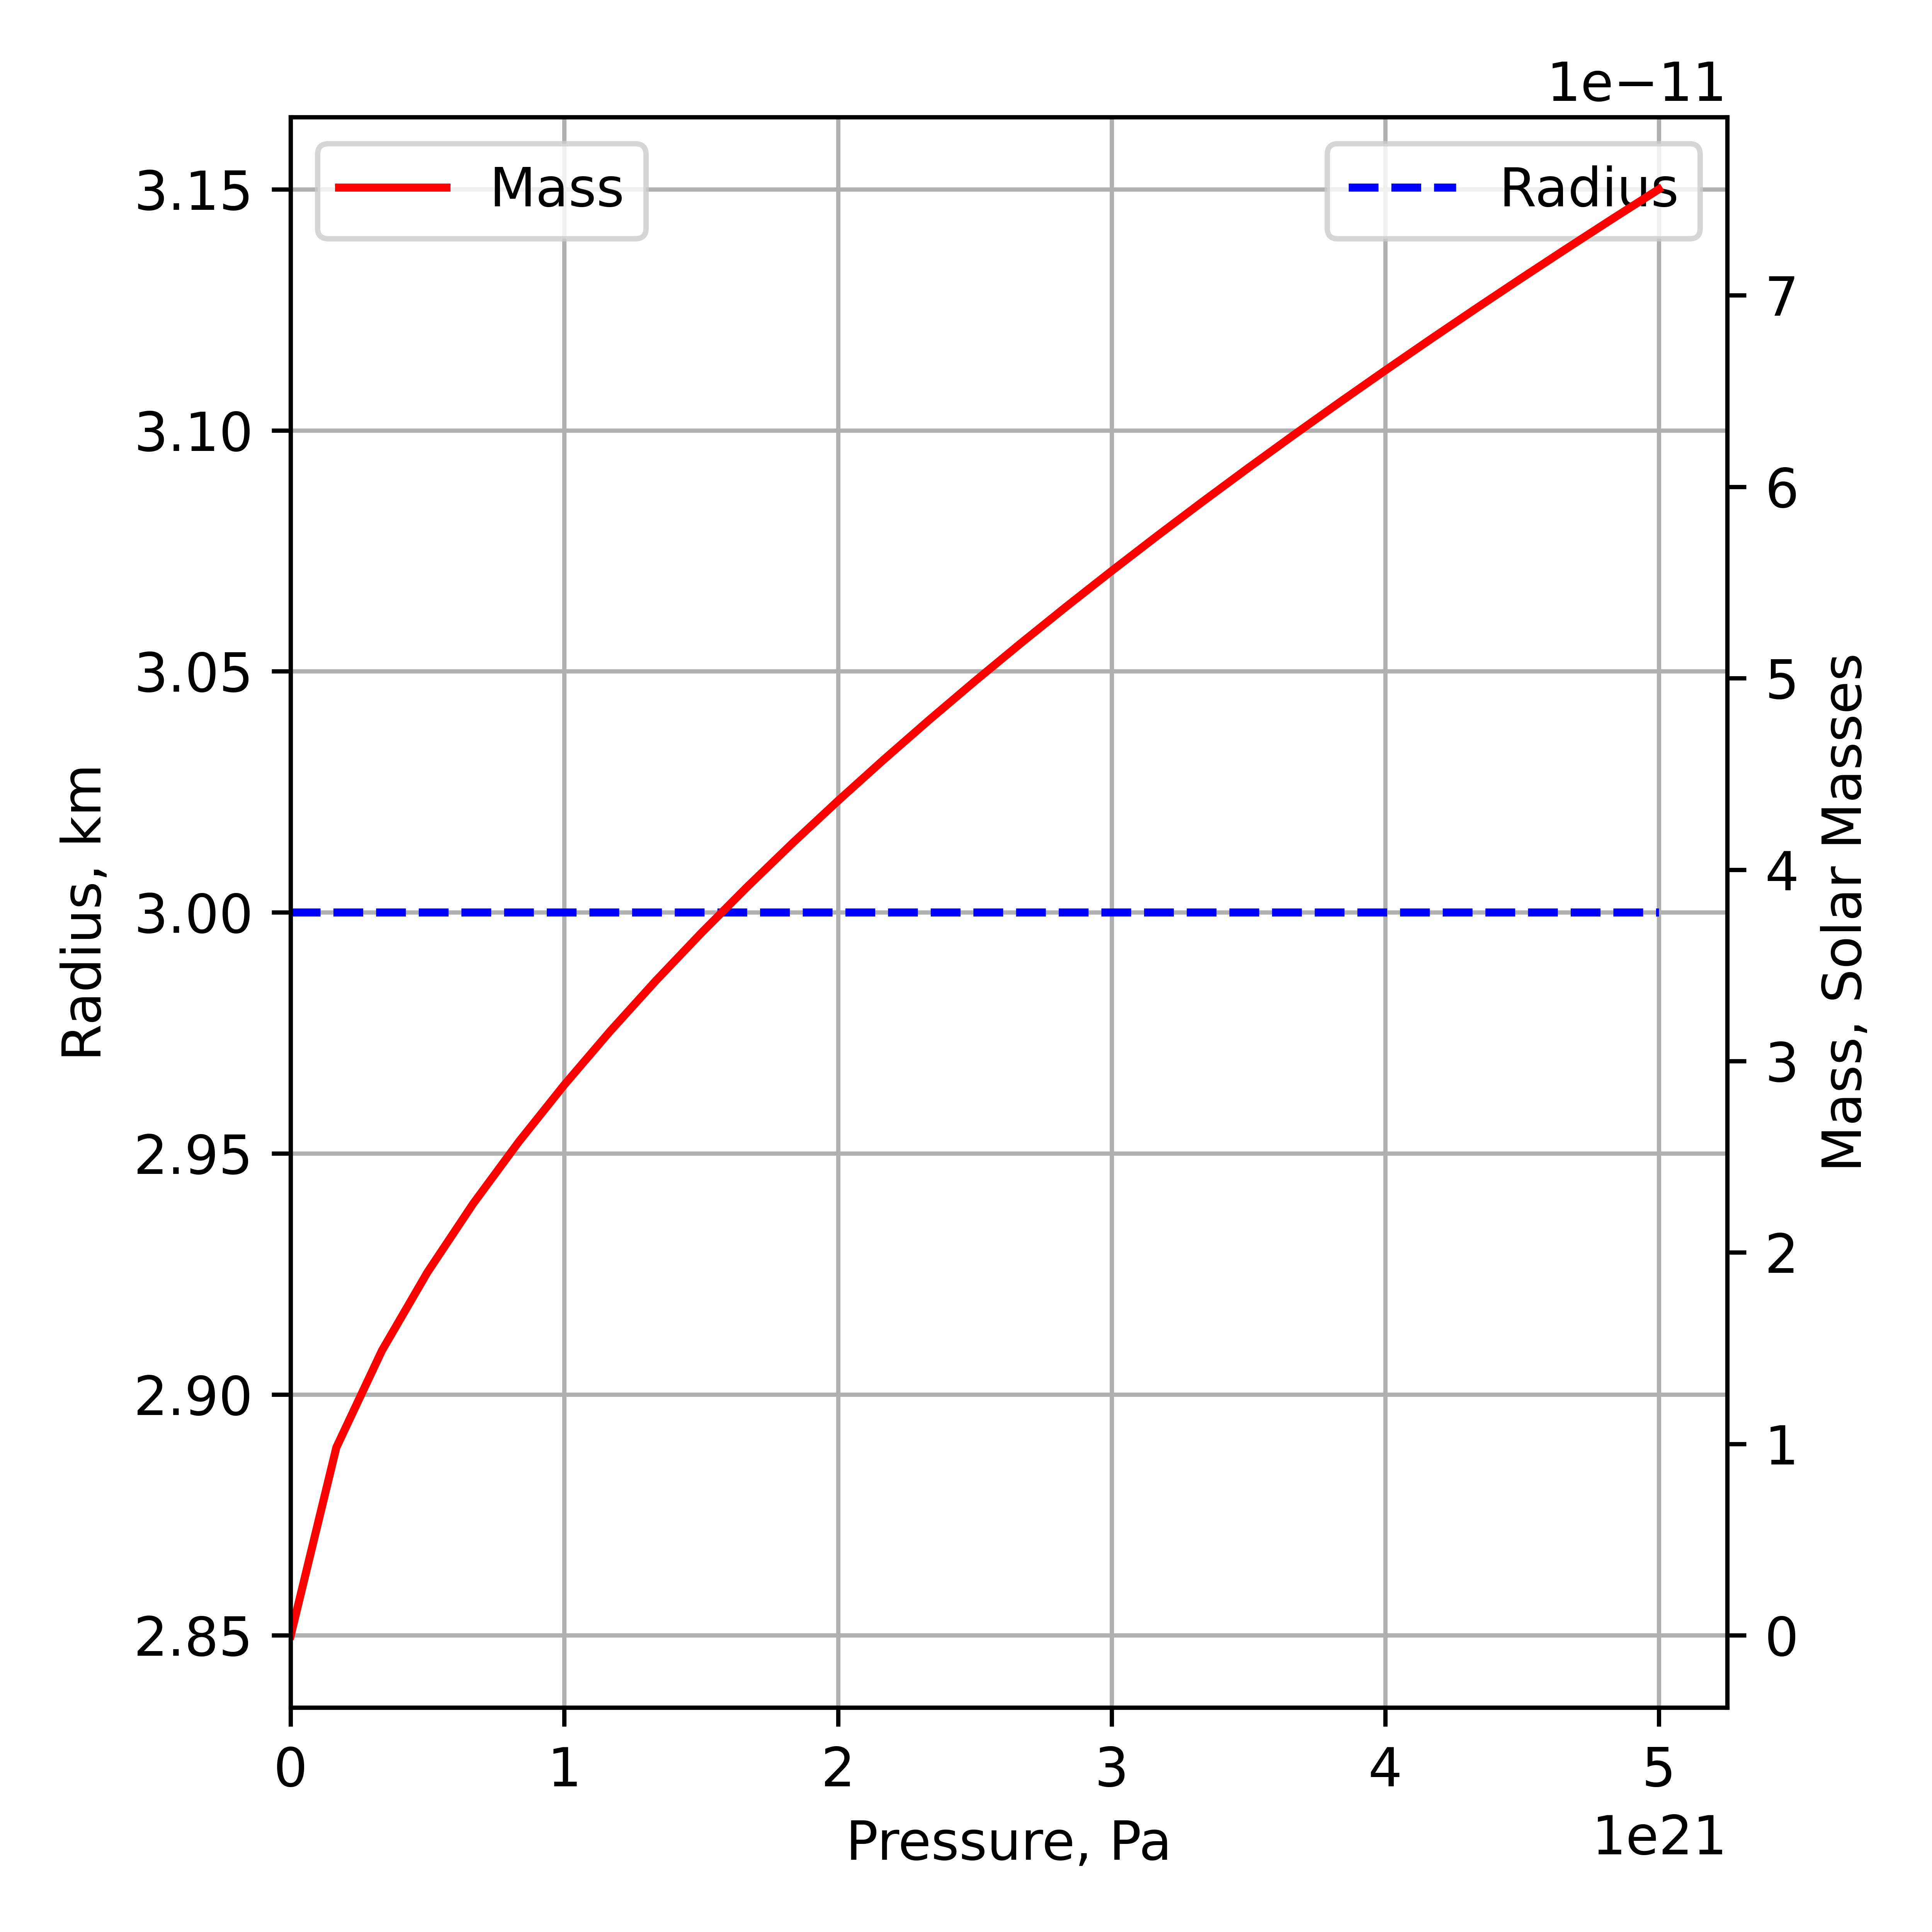 1e−11
Mass
Radius
3.15
3.10
3.05
3.00
2.95
2.90
2.85
Radius, km
7
6
5
4
3
2
1
0
Mass, Solar Masses
0 1 2 3 4 5
1e21
Pressure, Pa